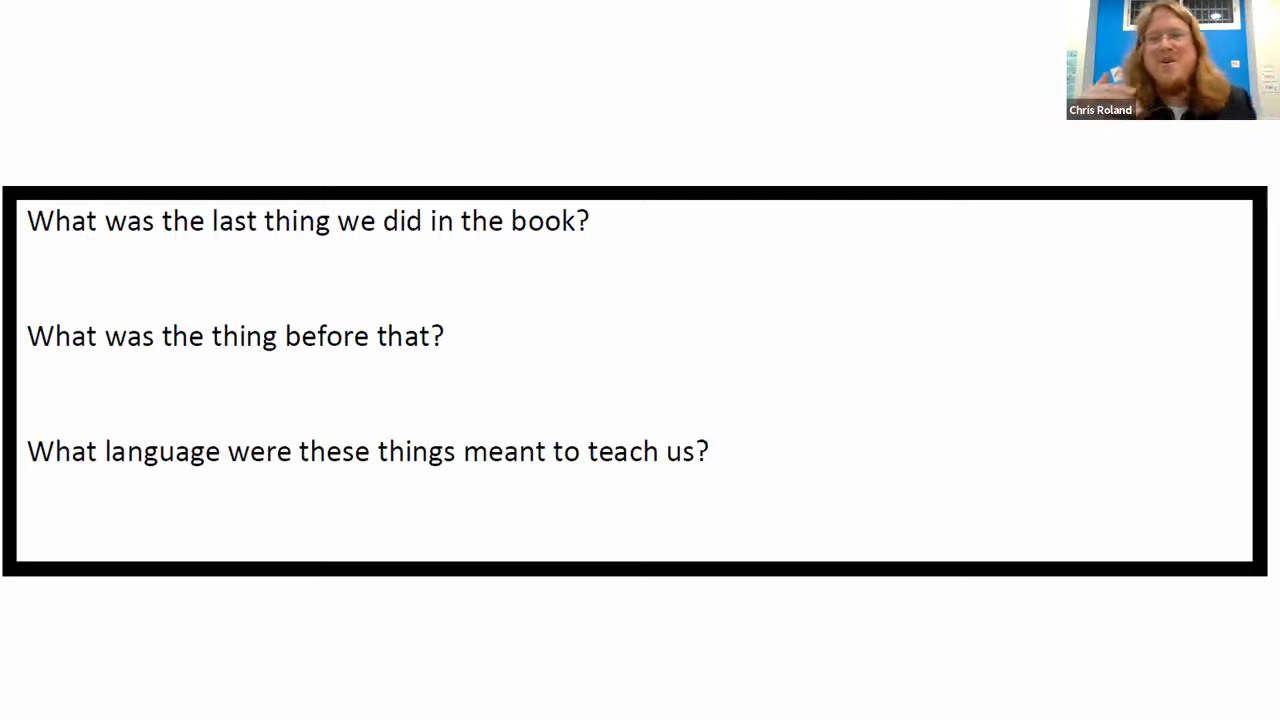 Chris Roland
What was the last thing we did in the book?
What was the thing before that?
What language were these things meant to teach us?